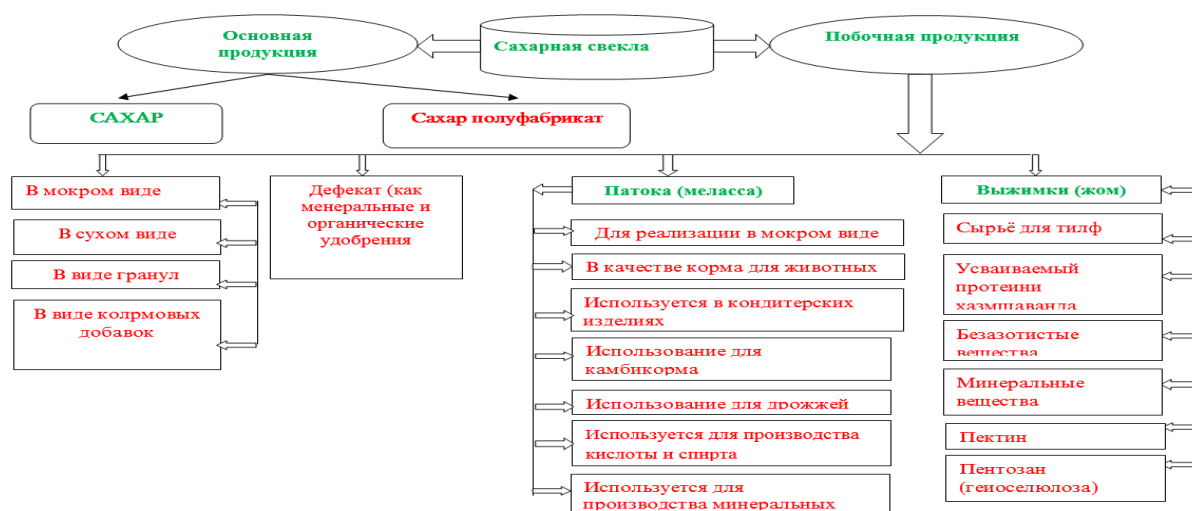 Основная
продукция
Сахарная свекла
Побочная продукция
САХАР
Сахар полуфабрикат
В мокром виде
В сухом виде
В виде гранул
В виде колрмовых
добавок
Дефекат (как
менеральные и
органические
удобрения
Патока (меласса)
Для реализации в мокром виде
В качестве корма для животных
Используется в кондитерских
изделиях
Использование для
камбикорма
Использование для дрожжей
Используется для производства
кислоты и спирта
Используется для
производства минеральных
Выжимки (жом)
Сырьё для тилф
Усваиваемый
протеини
хазмшаванда
Безазотистые
вещества
Минеральные
вещества
Пектин
Пентозан
(геиоселюлоза)